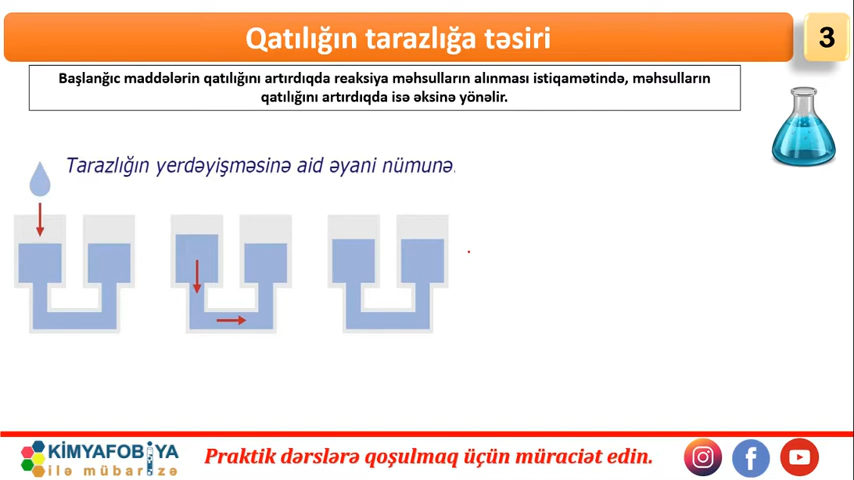 Qatılığın tarazlığa təsiri
3
Başlanğıc maddələrin qatılığını artırdıqda reaksiya məhsulların alınması istiqamətində, məhsulların
qatılığını artırdıqda isə əksinə yönəlir.
Tarazlığın yerdəyişməsinə aid əyani nümunə.
KİMYAFOBİYA
ilə mübarizə
Praktik dərslərə qoşulmaq üçün müraciət edin.